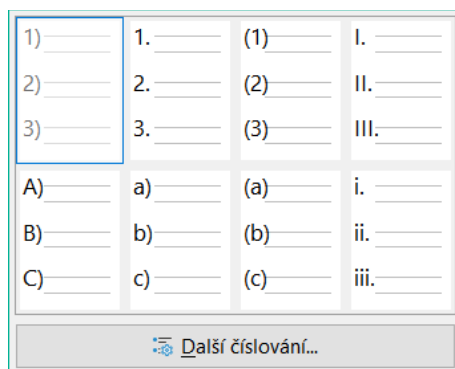 1) 1. (1) I.
2) 2. (2) II.
3) 3. (3) III.
A) a) (a) i.
B) b) (b) ii.
C) c) (c) iii.
Další číslování...